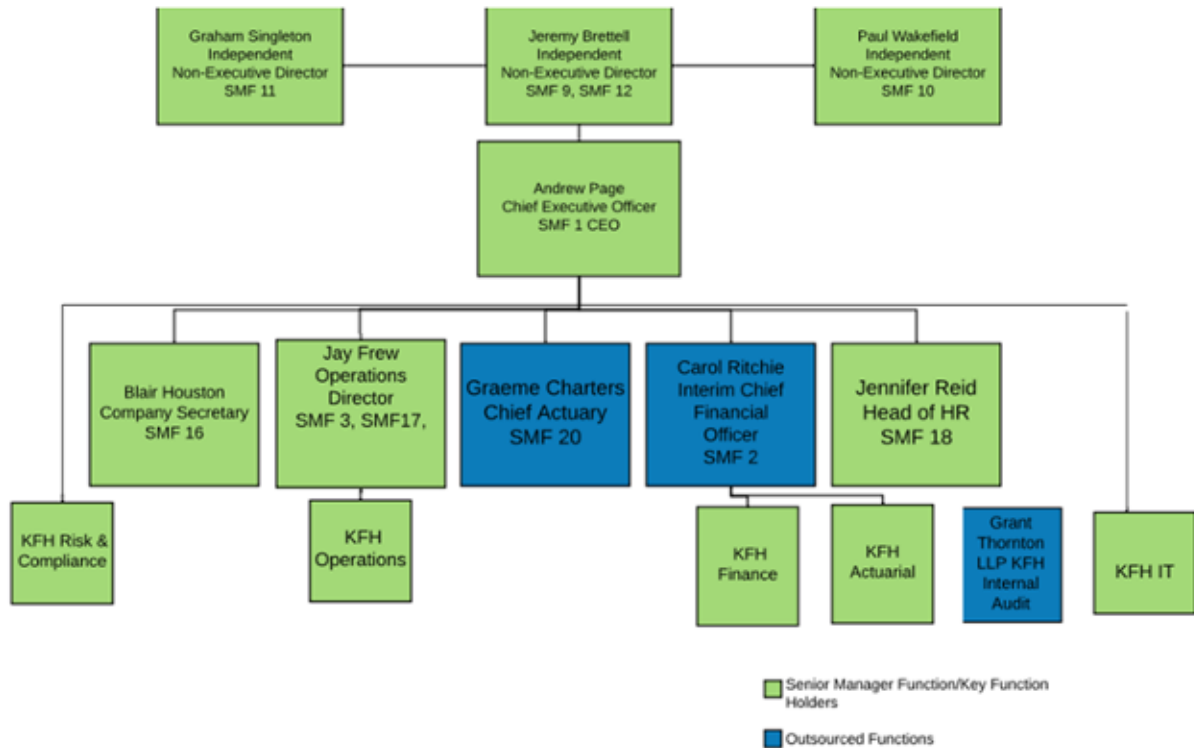 Graham Singleton
Independent
Non-Executive Director
SMF 11
Jeremy Brettell
Independent
Non-Executive Director
SMF 9, SMF 12
Paul Wakefield
Independent
Non-Executive Director
SMF 10
Andrew Page
Chief Executive Officer
SMF 1 CEO
Blair Houston
Company Secretary
SMF 16
Jay Frew
Operations
Director
SMF 3, SMF17,
Graeme Charters
Chief Actuary
SMF 20
Carol Ritchie
Interim Chief
Financial
Officer
SMF 2
Jennifer Reid
Head of HR
SMF 18
KFH Risk &
Compliance
KFH
Operations
KFH
Finance
KFH
Actuarial
Grant
Thornton
LLP KFH
Internal
Audit
KFH IT
Senior Manager Function/Key Function
Holders
Outsourced Functions